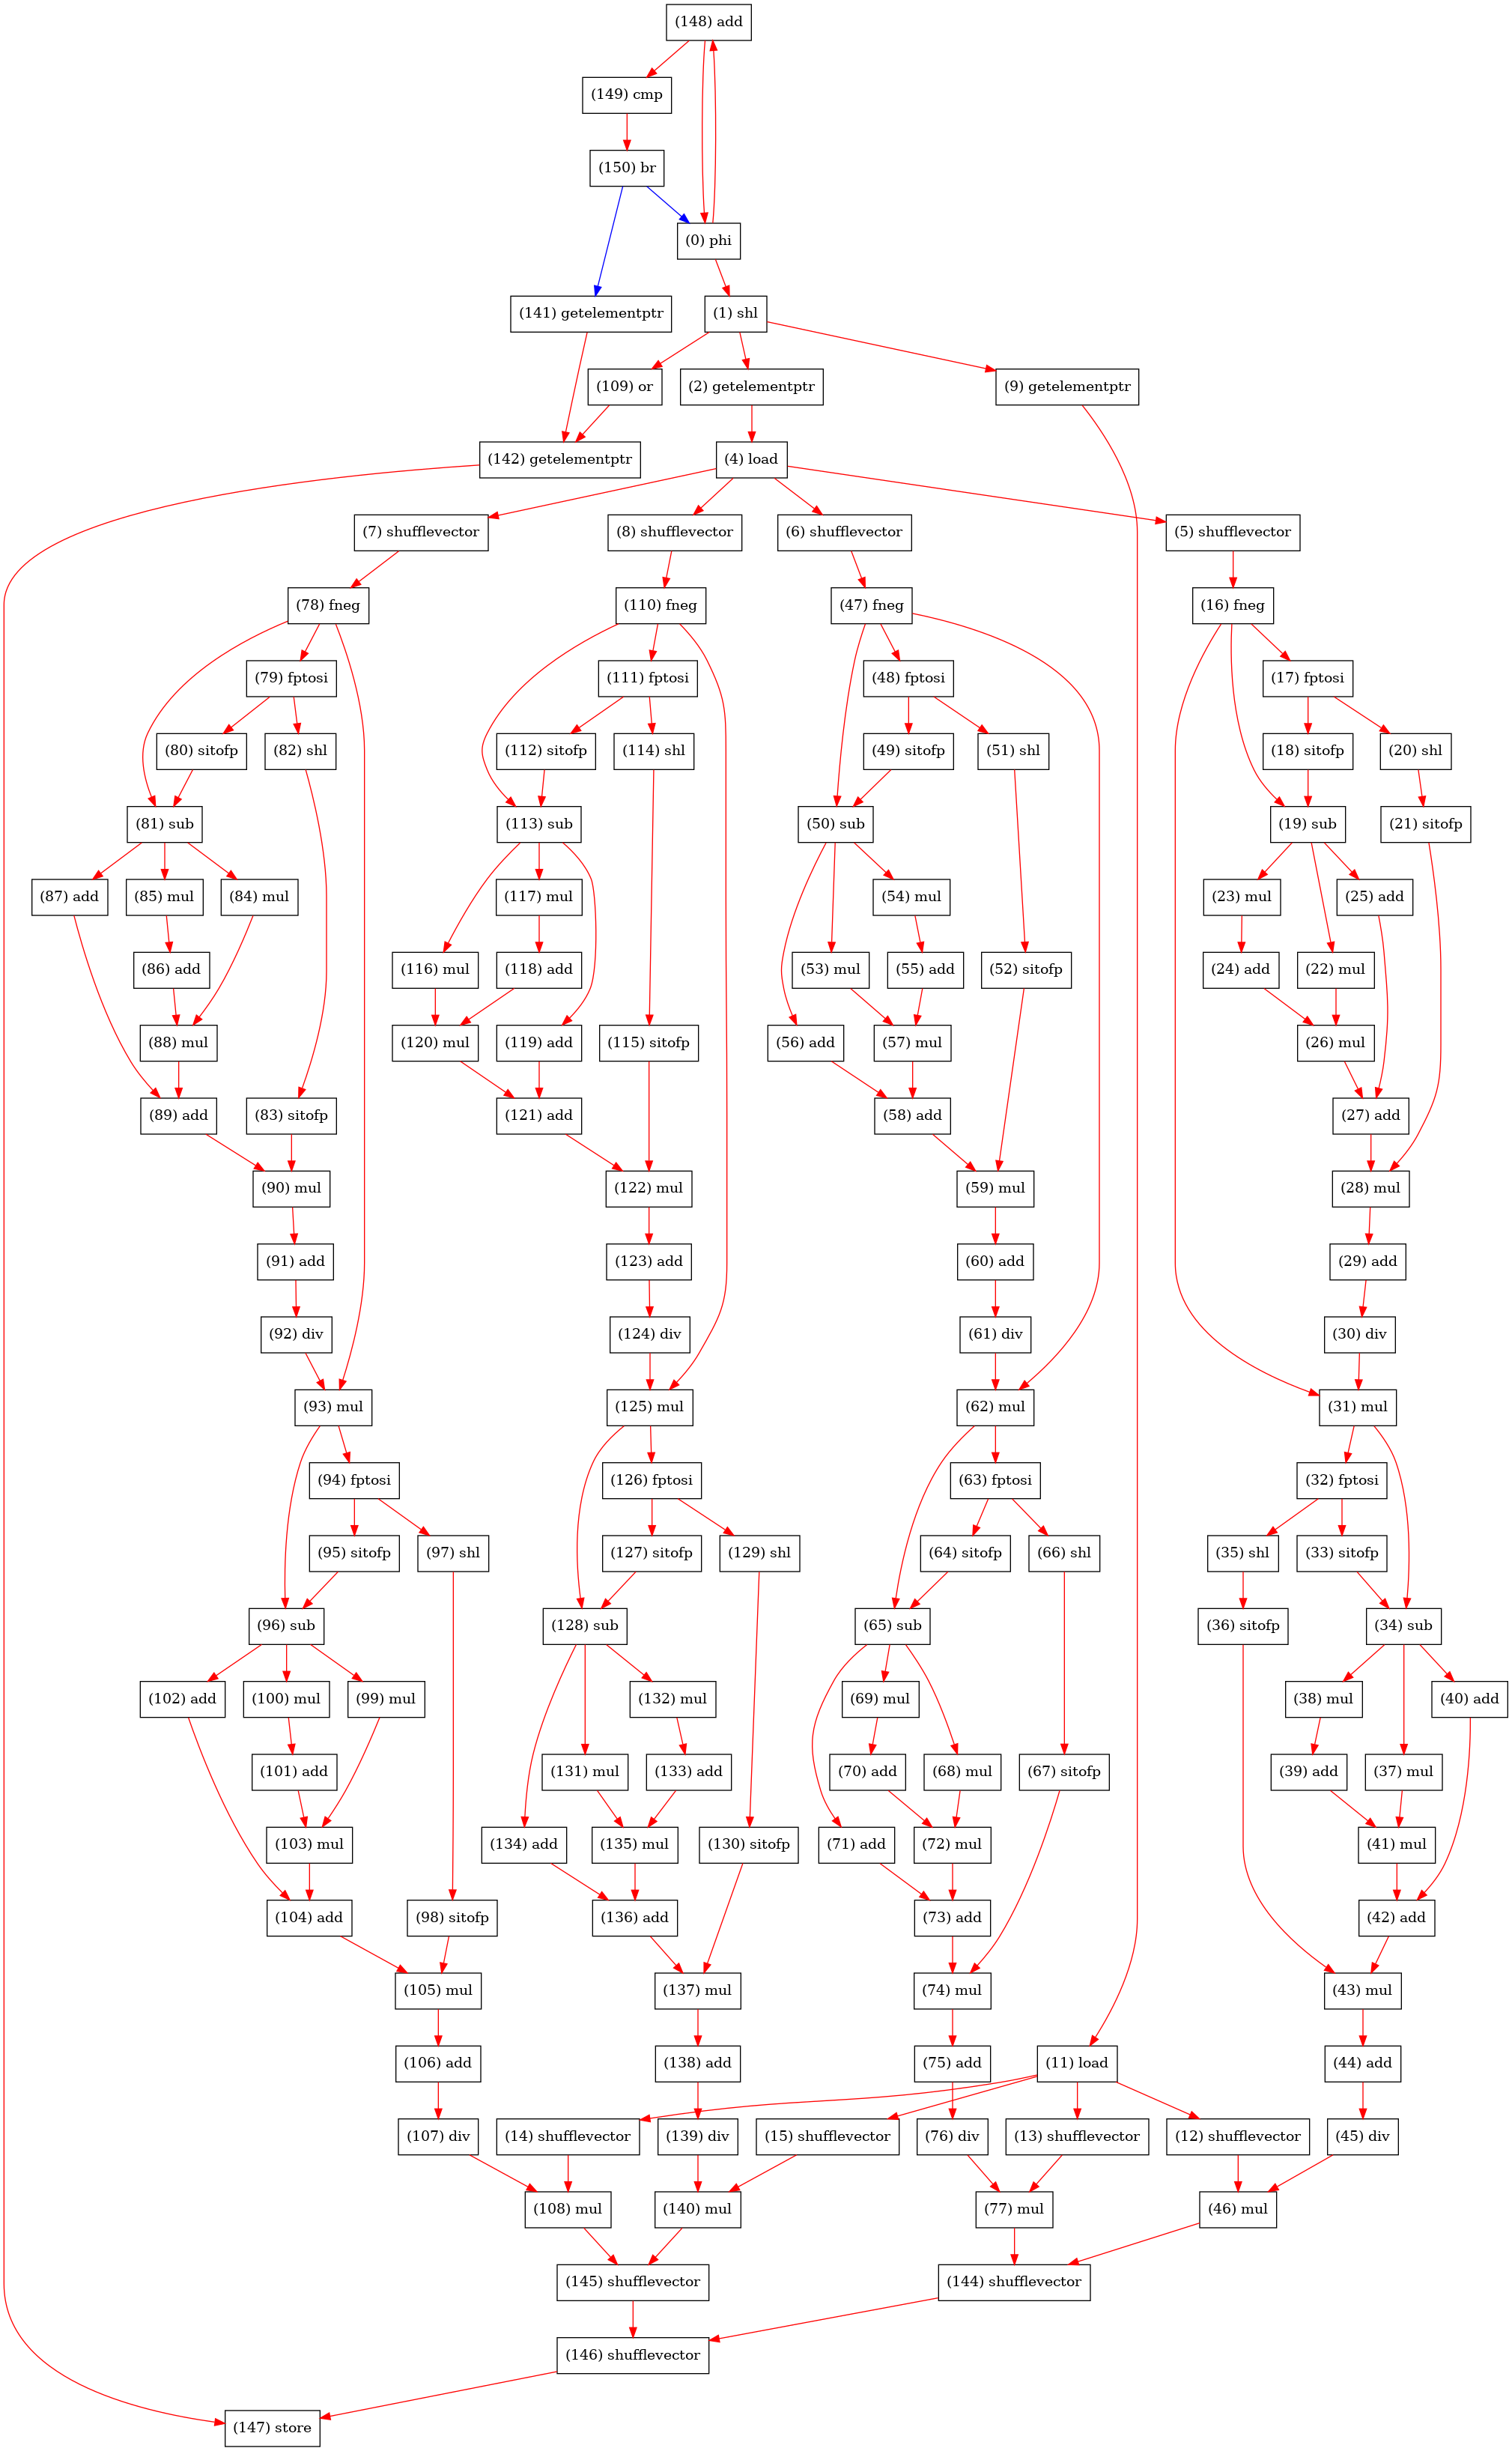 (148) add
(149) cmp
(150) br
(0) phi
(141) getelementptr
(1) shl
(109) or
(2) getelementptr
(9) getelementptr
(142) getelementptr
(4) load
(7) shufflevector
(8) shufflevector
(6) shufflevector
(5) shufflevector
(78) fneg
(110) fneg
(47) fneg
(16) fneg
(79) fptosi
(111) fptosi
(48) fptosi
(17) fptosi
(80) sitofp
(82) shl
(112) sitofp
(114) shl
(49) sitofp
(51) shl
(18) sitofp
(20) shl
(81) sub
(113) sub
(50) sub
(19) sub
(21) sitofp
(87) add
(85) mul
(84) mul
(117) mul
(54) mul
(23) mul
(25) add
(86) add
(116) mul
(118) add
(53) mul
(55) add
(52) sitofp
(24) add
(22) mul
(88) mul
(120) mul
(119) add
(115) sitofp
(56) add
(57) mul
(26) mul
(89) add
(83) sitofp
(121) add
(58) add
(27) add
(90) mul
(122) mul
(59) mul
(28) mul
(91) add
(123) add
(60) add
(29) add
(92) div
(124) div
(61) div
(30) div
(93) mul
(125) mul
(62) mul
(31) mul
(94) fptosi
(126) fptosi
(63) fptosi
(32) fptosi
(95) sitofp
(97) shl
(127) sitofp
(129) shl
(64) sitofp
(66) shl
(35) shl
(33) sitofp
(96) sub
(128) sub
(65) sub
(36) sitofp
(34) sub
(102) add
(100) mul
(99) mul
(132) mul
(69) mul
(38) mul
(40) add
(101) add
(131) mul
(133) add
(70) add
(68) mul
(67) sitofp
(39) add
(37) mul
(103) mul
(134) add
(135) mul
(130) sitofp
(71) add
(72) mul
(41) mul
(104) add
(98) sitofp
(136) add
(73) add
(42) add
(105) mul
(137) mul
(74) mul
(43) mul
(106) add
(138) add
(75) add
(11) load
(44) add
(107) div
(14) shufflevector
(139) div
(15) shufflevector
(76) div
(13) shufflevector
(12) shufflevector
(45) div
(108) mul
(140) mul
(77) mul
(46) mul
(145) shufflevector
(144) shufflevector
(146) shufflevector
(147) store